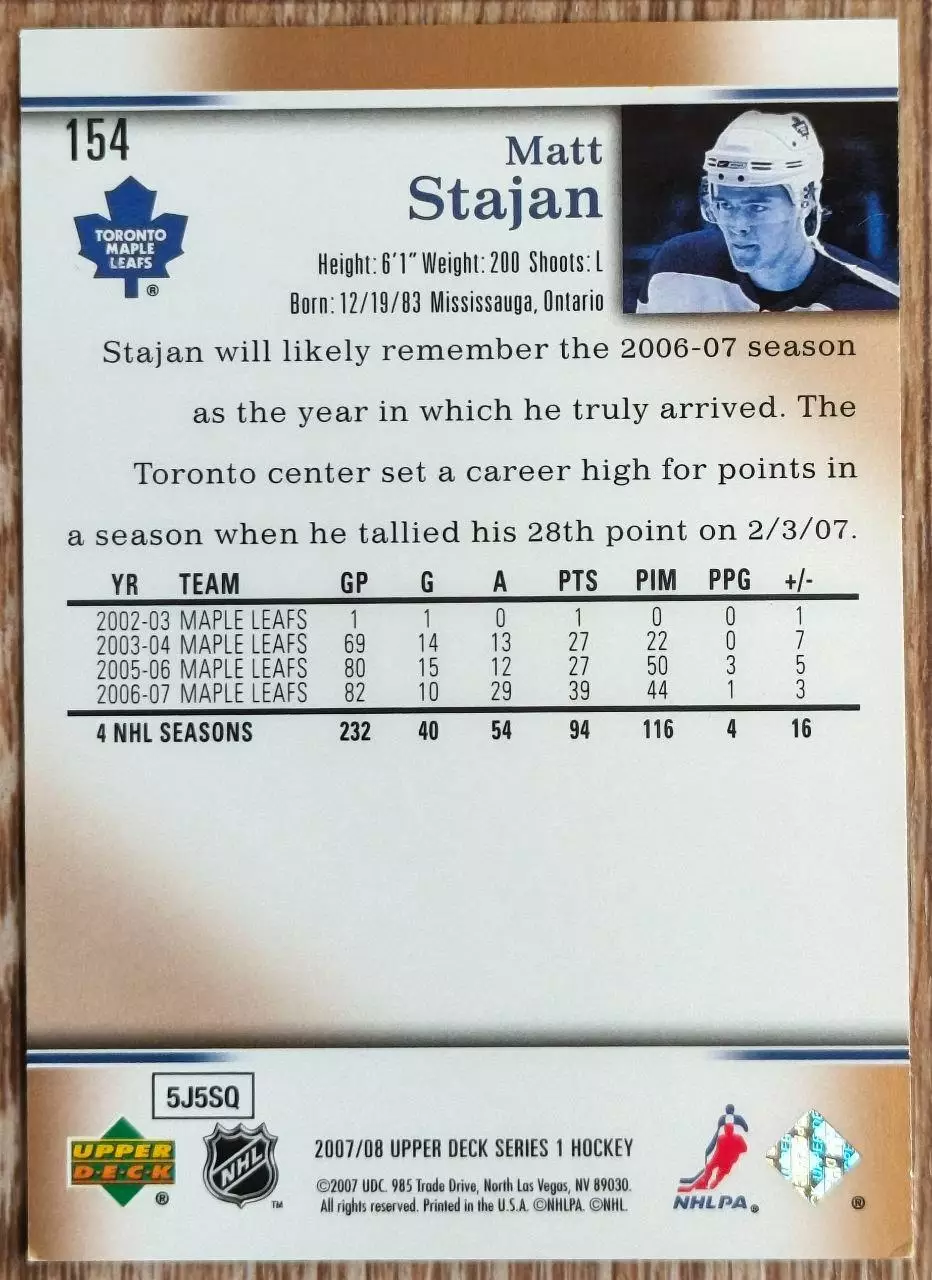 154
Matt
Stajan
TORONTO
MAPLE
LEAFS
®
Height: 6'1" Weight: 200 Shoots: L
Born: 12/19/83 Mississauga, Ontario
Stajan will likely remember the 2006-07 season
as the year in which he truly arrived. The
Toronto center set a career high for points in
a season when he tallied his 28th point on 2/3/07.
YR TEAM GP G A PTS PIM PPG +/-
2002-03 MAPLE LEAFS 1 1 0 1 0 0 1
2003-04 MAPLE LEAFS 69 14 13 27 22 0 7
2005-06 MAPLE LEAFS 80 15 12 27 50 3 5
2006-07 MAPLE LEAFS 82 10 29 39 44 1 3
4 NHL SEASONS 232 40 54 94 116 4 16
5J5SQ
UPPER
D·E·C·K
®
NHL
™
2007/08 UPPER DECK SERIES 1 HOCKEY
©2007 UDC. 985 Trade Drive, North Las Vegas, NV 89030.
All rights reserved. Printed in the U.S.A. ©NHLPA. ©NHL.
NHLPA®
®